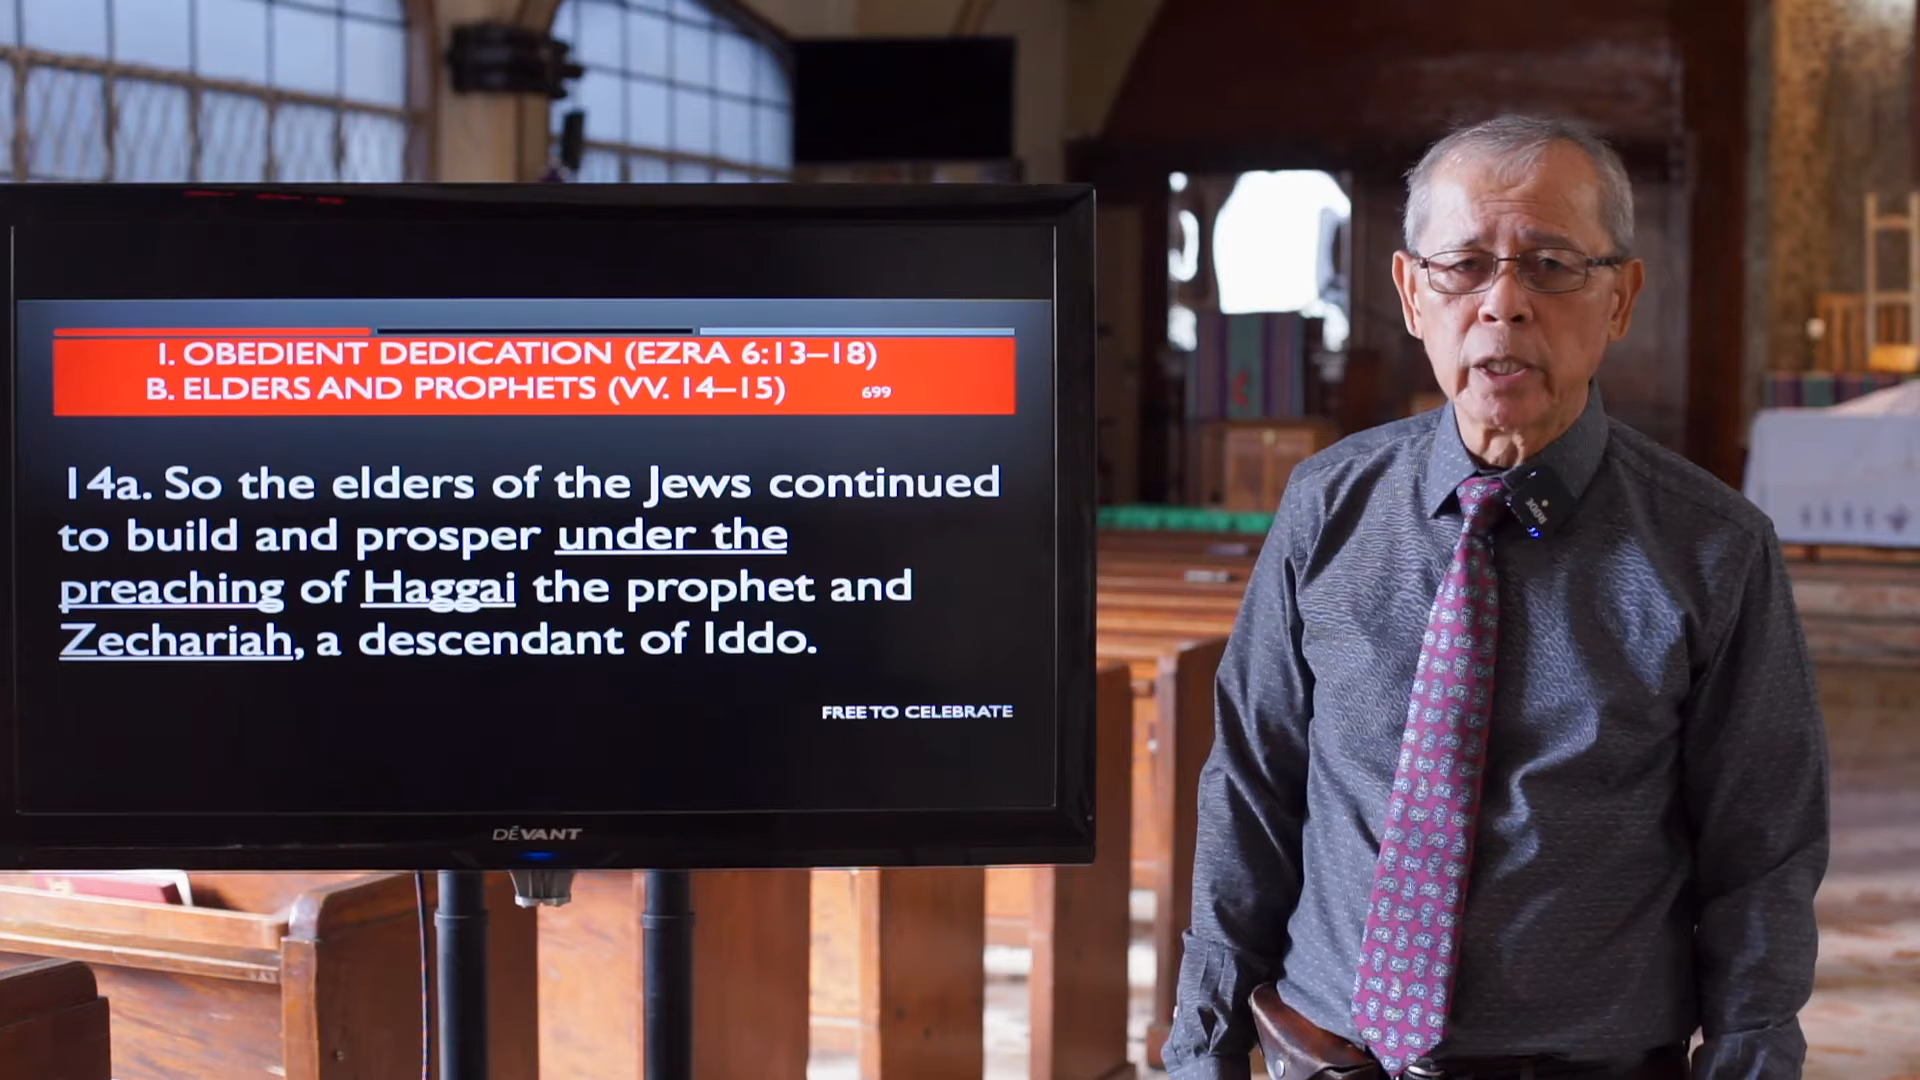 I. OBEDIENT DEDICATION (EZRA 6:13–18)
B. ELDERS AND PROPHETS (VV. 14–15) 699
14a. So the elders of the Jews continued
to build and prosper under the
preaching of Haggai the prophet and
Zechariah, a descendant of Iddo.
FREE TO CELEBRATE
DEVANT
RØDE